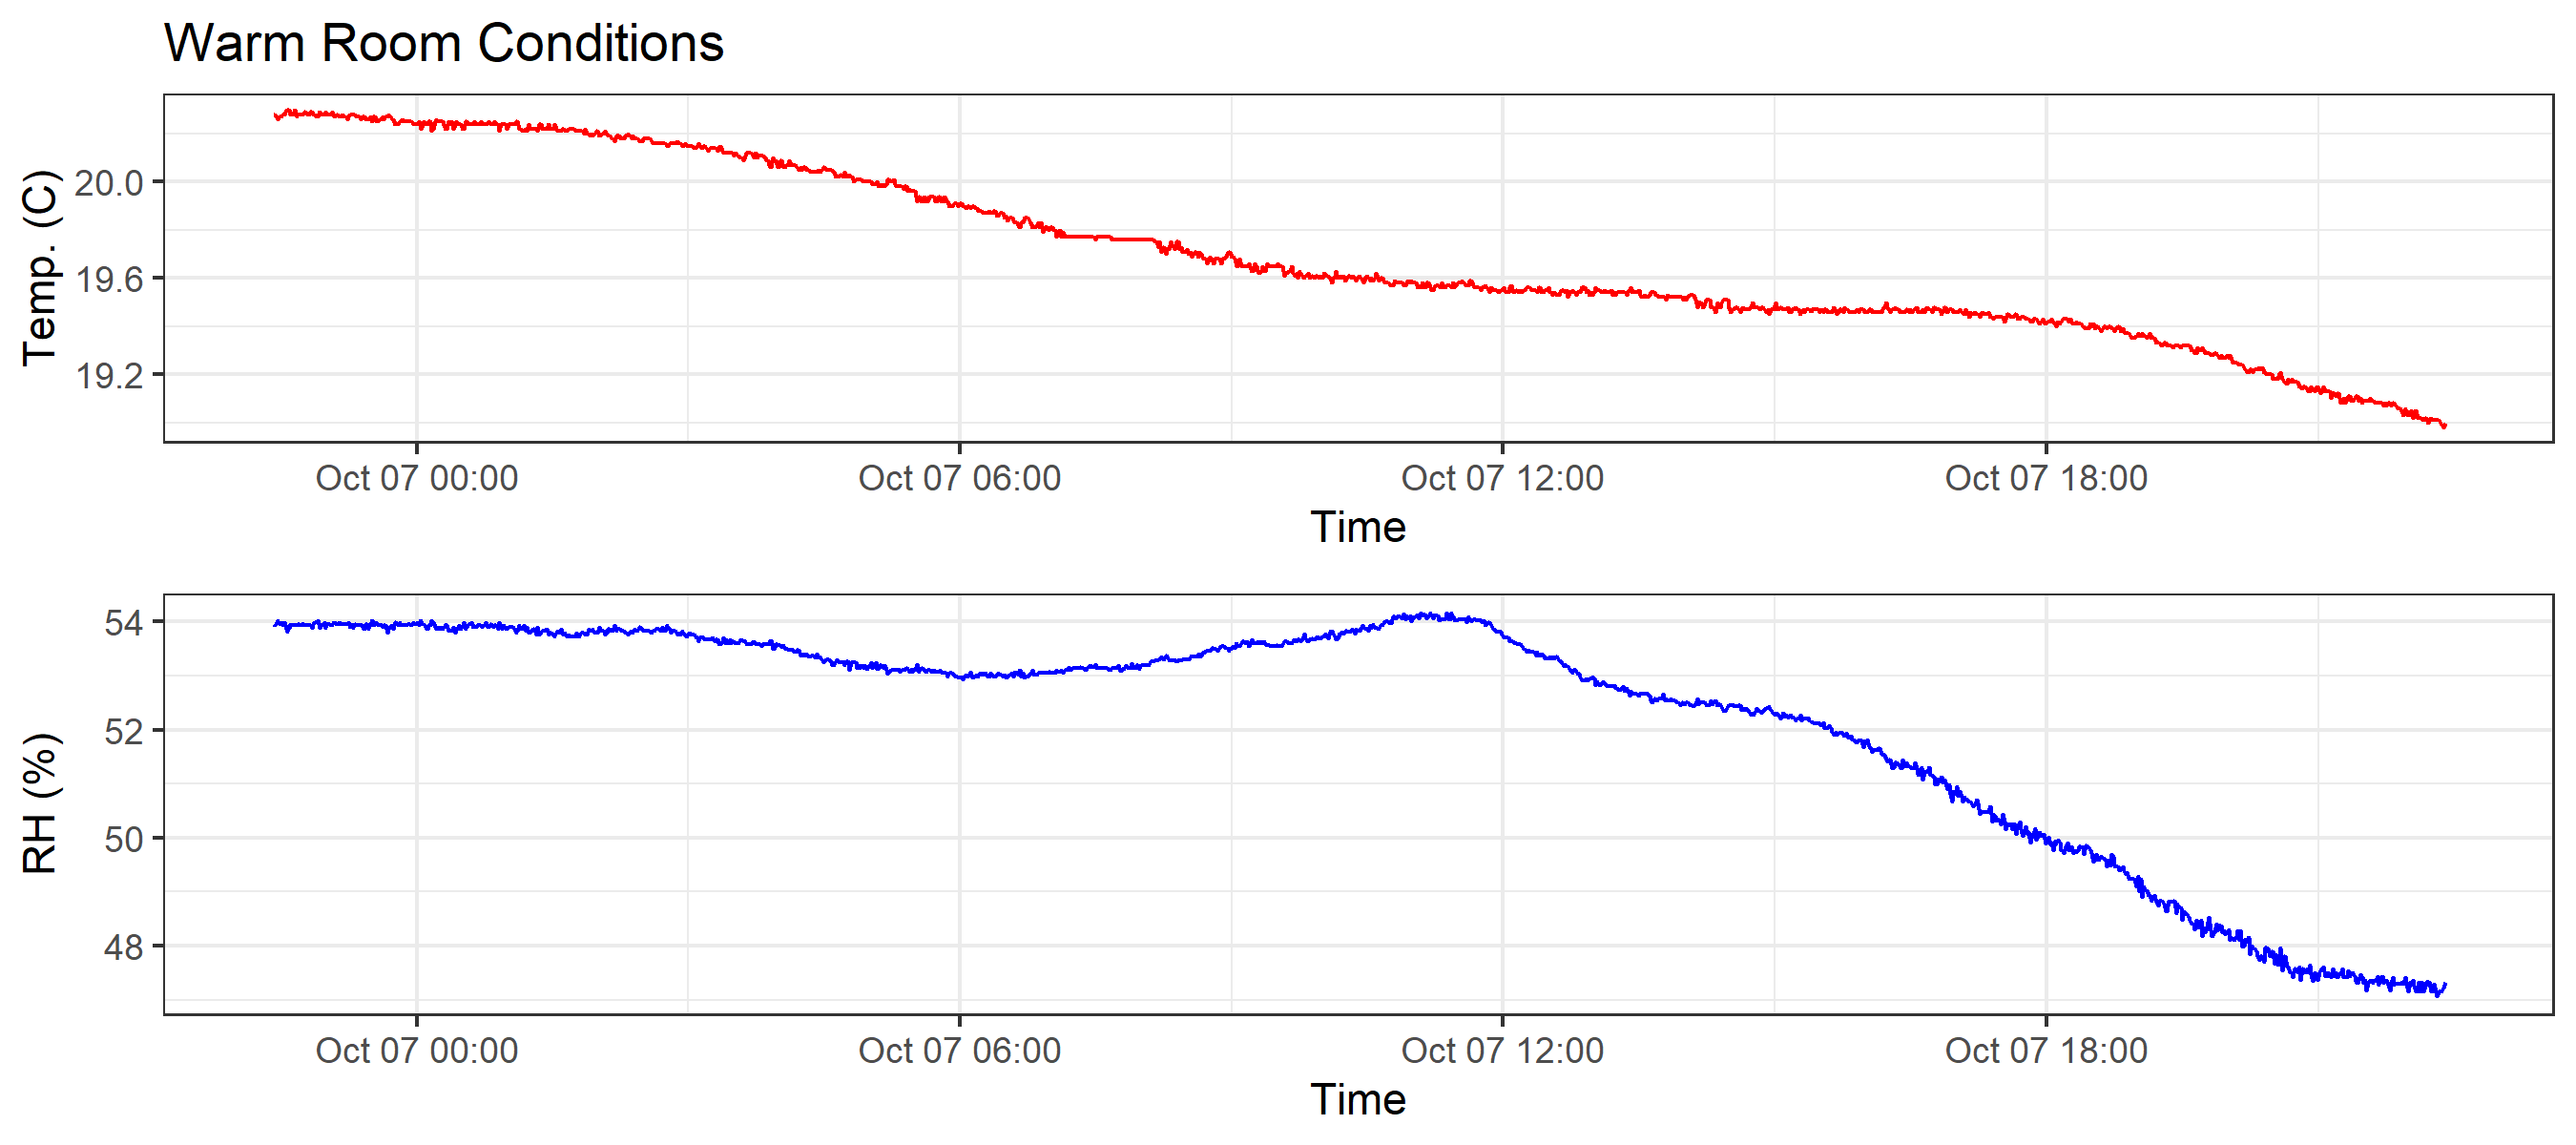 Warm Room Conditions
Temp. (C)
20.0
19.6
19.2
Oct 07 00:00 Oct 07 06:00 Oct 07 12:00 Oct 07 18:00
Time
RH (%)
54
52
50
48
Oct 07 00:00 Oct 07 06:00 Oct 07 12:00 Oct 07 18:00
Time